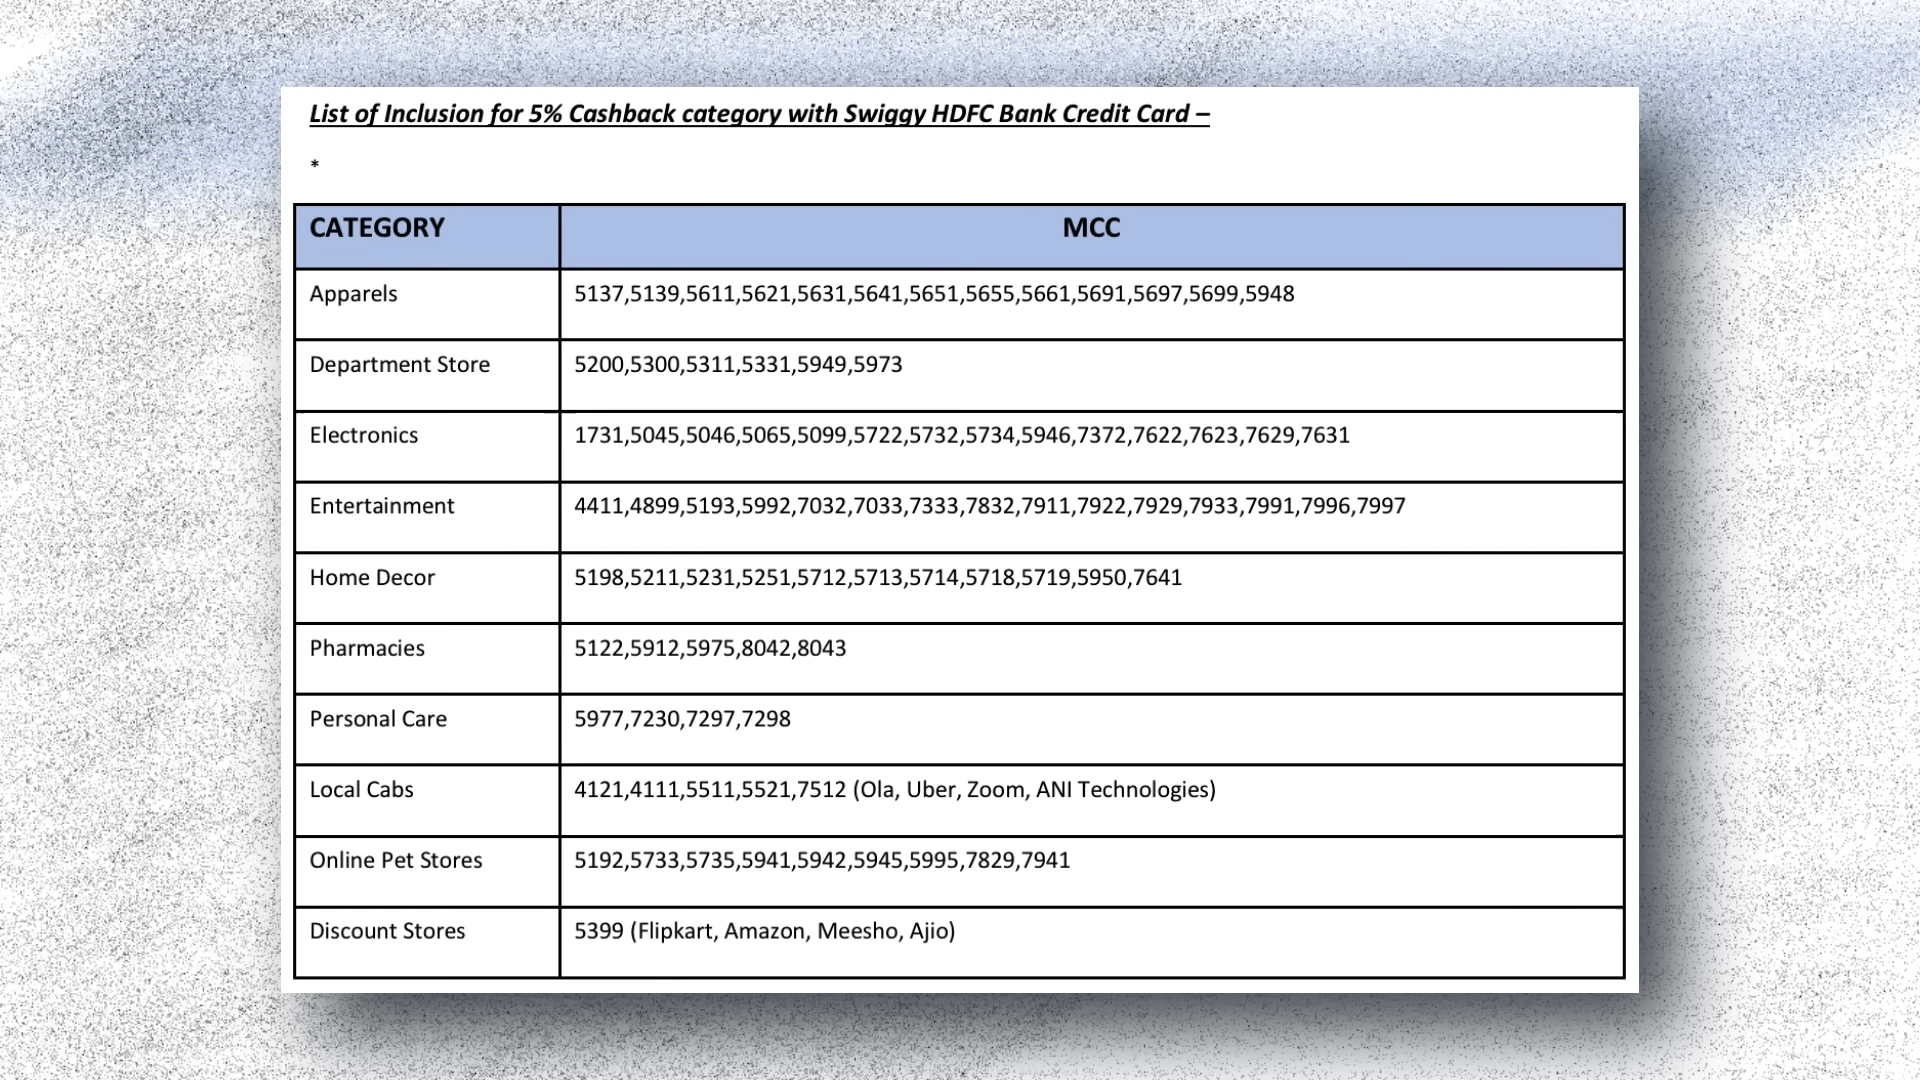 List of Inclusion for 5% Cashback category with Swiggy HDFC Bank Credit Card –
*
CATEGORY MCC
Apparels 5137,5139,5611,5621,5631,5641,5651,5655,5661,5691,5697,5699,5948
Department Store 5200,5300,5311,5331,5949,5973
Electronics 1731,5045,5046,5065,5099,5722,5732,5734,5946,7372,7622,7623,7629,7631
Entertainment 4411,4899,5193,5992,7032,7033,7333,7832,7911,7922,7929,7933,7991,7996,7997
Home Decor 5198,5211,5231,5251,5712,5713,5714,5718,5719,5950,7641
Pharmacies 5122,5912,5975,8042,8043
Personal Care 5977,7230,7297,7298
Local Cabs 4121,4111,5511,5521,7512 (Ola, Uber, Zoom, ANI Technologies)
Online Pet Stores 5192,5733,5735,5941,5942,5945,5995,7829,7941
Discount Stores 5399 (Flipkart, Amazon, Meesho, Ajio)